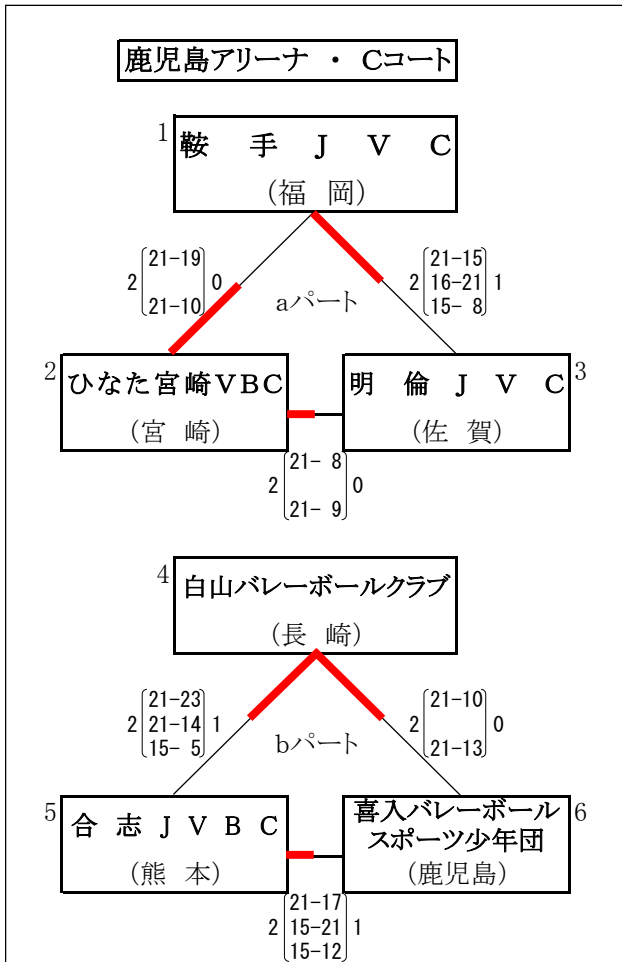 鹿児島アリーナ ・ Cコート
1
鞍 手 J V C
(福 岡)
2 21-19 0
21-10
21-15
2 16-21 1
15- 8
aパート
2
ひなた宮崎VBC
(宮 崎)
明 倫 J V C
(佐 賀)
3
21- 8
2 0
21- 9
4
白山バレーボールクラブ
(長 崎)
21-23
2 21-14 1
15- 5
21-10
2 0
21-13
bパート
5
合 志 J V B C
(熊 本)
喜入バレーボール
スポーツ少年団
(鹿児島)
6
21-17
2 15-21 1
15-12